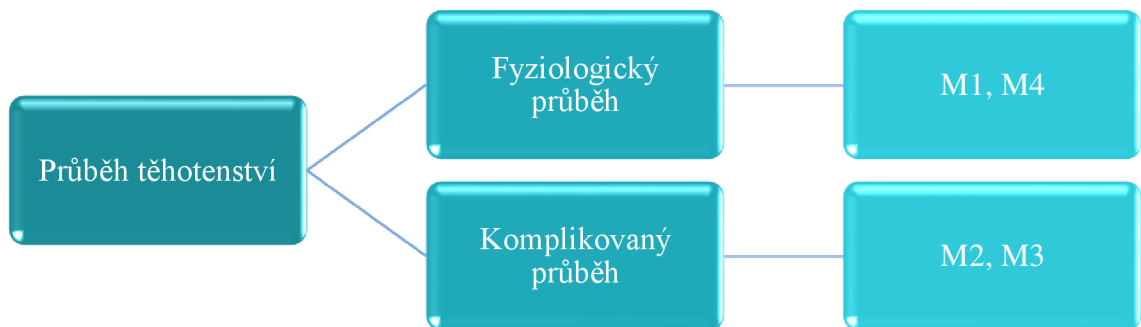 Průběh těhotenství
Fyziologický
průběh
M1, M4
Komplikovaný
průběh
M2, M3